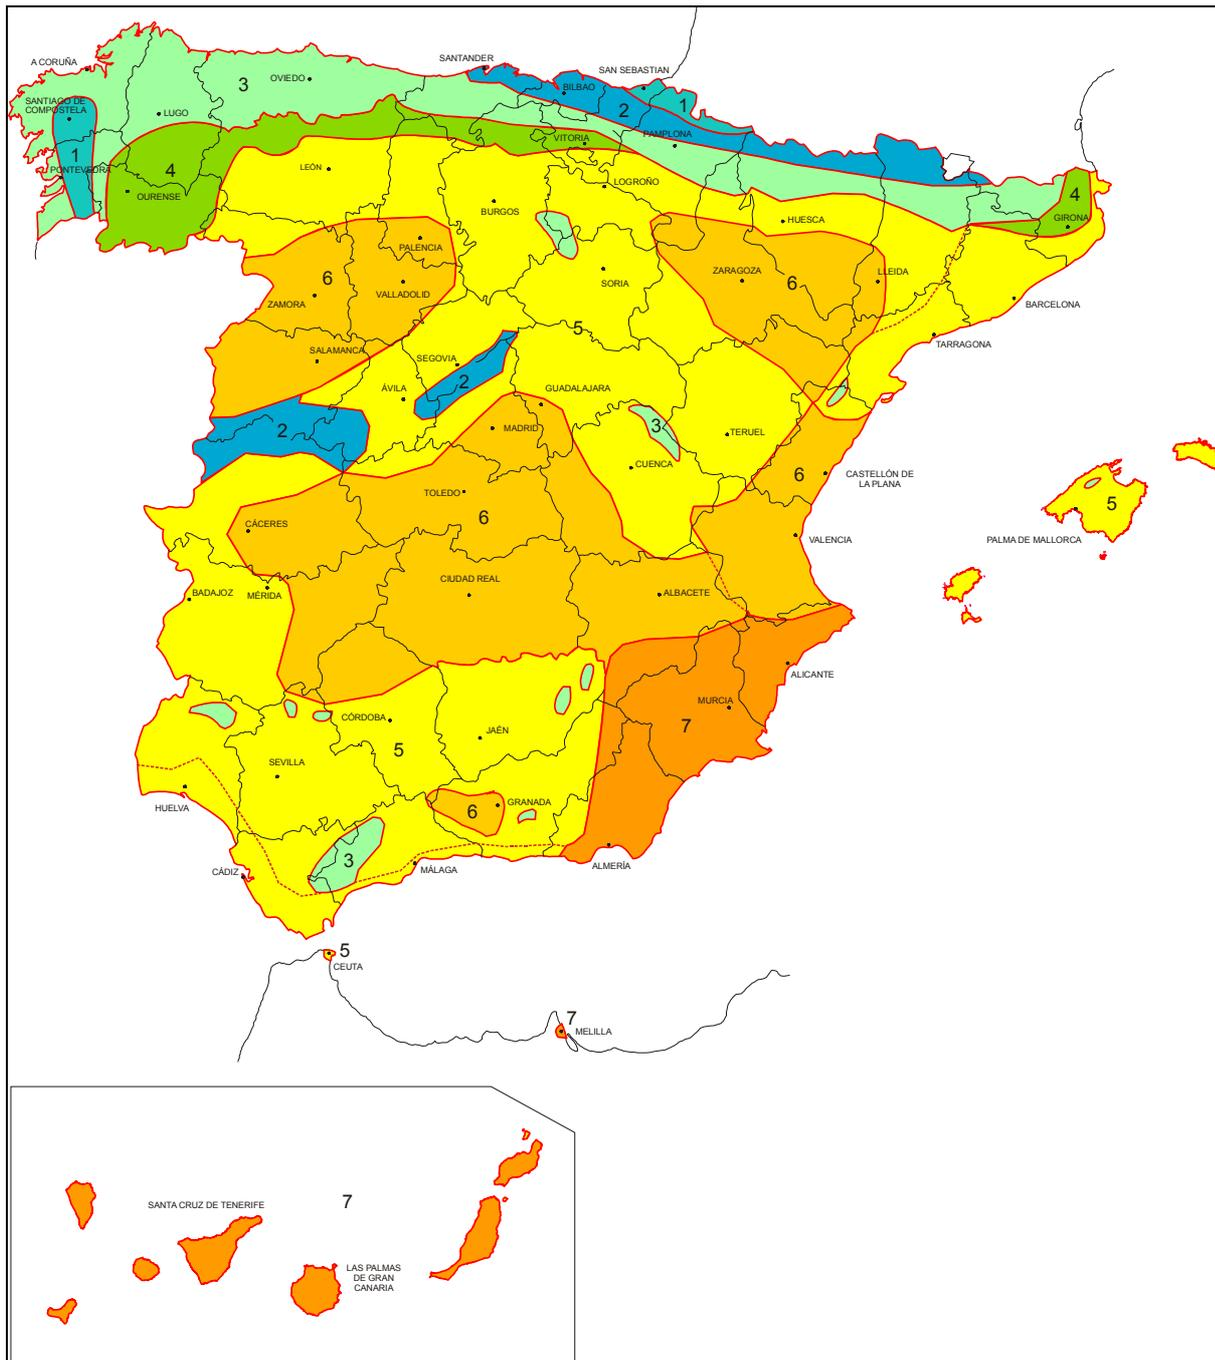 A CORUÑA
SANTANDER
SAN SEBASTIAN
3
OVIEDO
BILBAO
SANTIAGO DE
COMPOSTELA
LUGO
2
1
VITORIA
PAMPLONA
1
PONTEVEDRA
4
LEÓN
OURENSE
LOGROÑO
4
GIRONA
BURGOS
HUESCA
PALENCIA
6
VALLADOLID
ZAMORA
SORIA
ZARAGOZA
6
LLEIDA
BARCELONA
5
TARRAGONA
SALAMANCA
SEGOVIA
2
ÁVILA
GUADALAJARA
2
MADRID
3
TERUEL
CUENCA
6
CASTELLÓN DE
LA PLANA
TOLEDO
6
CÁCERES
VALENCIA
5
PALMA DE MALLORCA
BADAJOZ
MÉRIDA
CIUDAD REAL
ALBACETE
ALICANTE
MURCIA
7
CÓRDOBA
JAÉN
5
SEVILLA
HUELVA
6
GRANADA
3
CÁDIZ
MÁLAGA
ALMERÍA
5
CEUTA
7
MELILLA
SANTA CRUZ DE TENERIFE
7
LAS PALMAS
DE GRAN
CANARIA